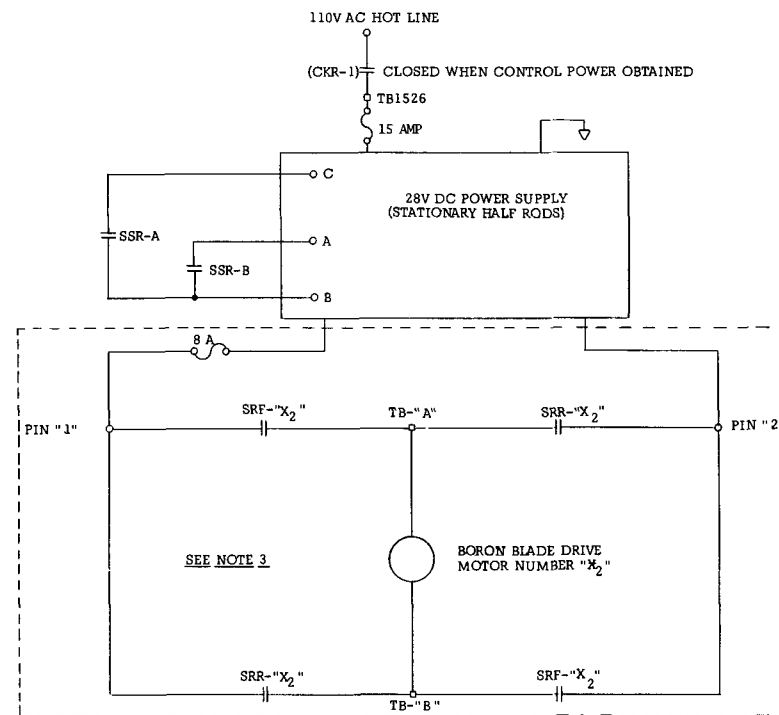 110V AC HOT LINE
(CKR-1) CLOSED WHEN CONTROL POWER OBTAINED
TB1526
15 AMP
C
28V DC POWER SUPPLY
(STATIONARY HALF RODS)
SSR-A
A
SSR-B
B
8 A
SRF-"X2"
TB-"A"
SRR-"X2"
PIN "1"
PIN "2
SEE NOTE 3
BORON BLADE DRIVE
MOTOR NUMBER "X2"
SRR-"X2"
SRF-"X2"
TB-"B"